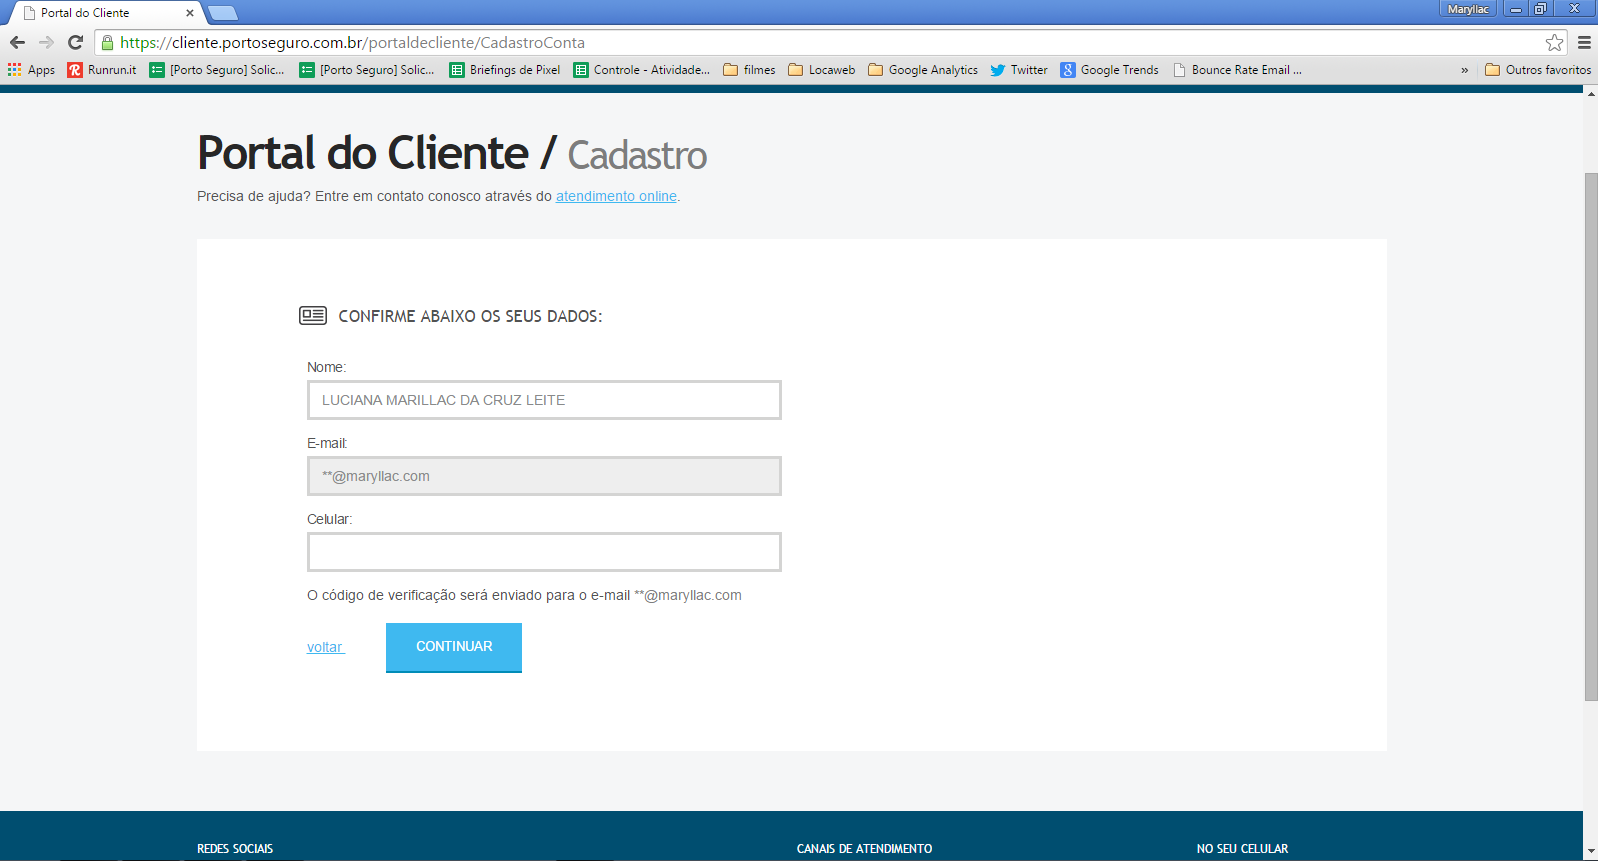 Portal do Cliente
Maryllac
https://cliente.portoseguro.com.br/portaldecliente/CadastroConta
Apps Runrun.it [Porto Seguro] Solic... [Porto Seguro] Solic... Briefings de Pixel Controle - Atividade... filmes Locaweb Google Analytics Twitter Google Trends Bounce Rate Email ... » Outros favoritos
Portal do Cliente / Cadastro
Precisa de ajuda? Entre em contato conosco através do atendimento online.
CONFIRME ABAIXO OS SEUS DADOS:
Nome:
LUCIANA MARILLAC DA CRUZ LEITE
E-mail:
**@maryllac.com
Celular:
O código de verificação será enviado para o e-mail **@maryllac.com
voltar CONTINUAR
REDES SOCIAIS CANAIS DE ATENDIMENTO NO SEU CELULAR